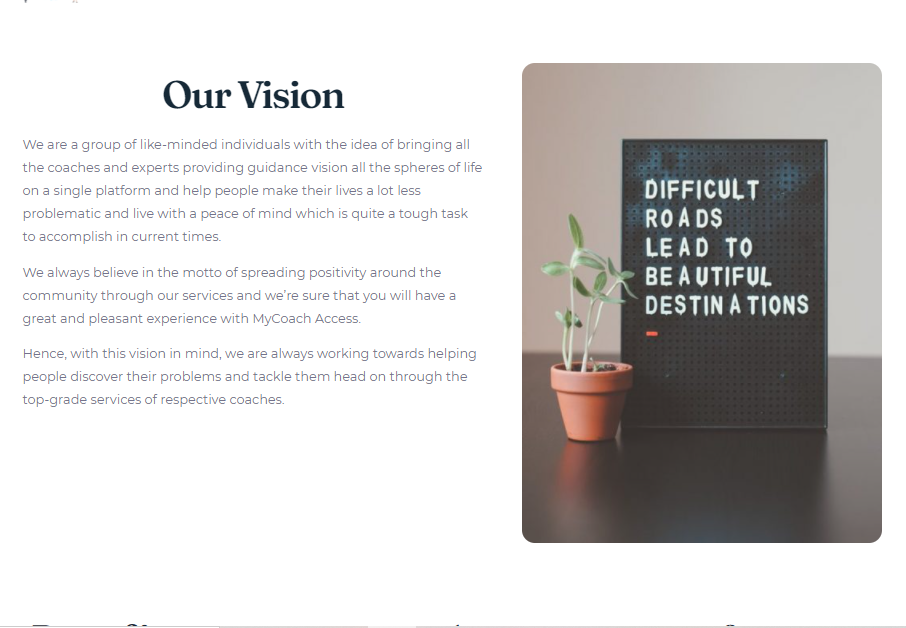 Our Vision
We are a group of like-minded individuals with the idea of bringing all
the coaches and experts providing guidance vision all the spheres of life
on a single platform and help people make their lives a lot less
problematic and live with a peace of mind which is quite a tough task
to accomplish in current times.
We always believe in the motto of spreading positivity around the
community through our services and we're sure that you will have a
great and pleasant experience with MyCoach Access.
Hence, with this vision in mind, we are always working towards helping
people discover their problems and tackle them head on through the
top-grade services of respective coaches.
DIFFICULT
ROADS
LEAD TO
BEAUTIFUL
DESTINATIONS